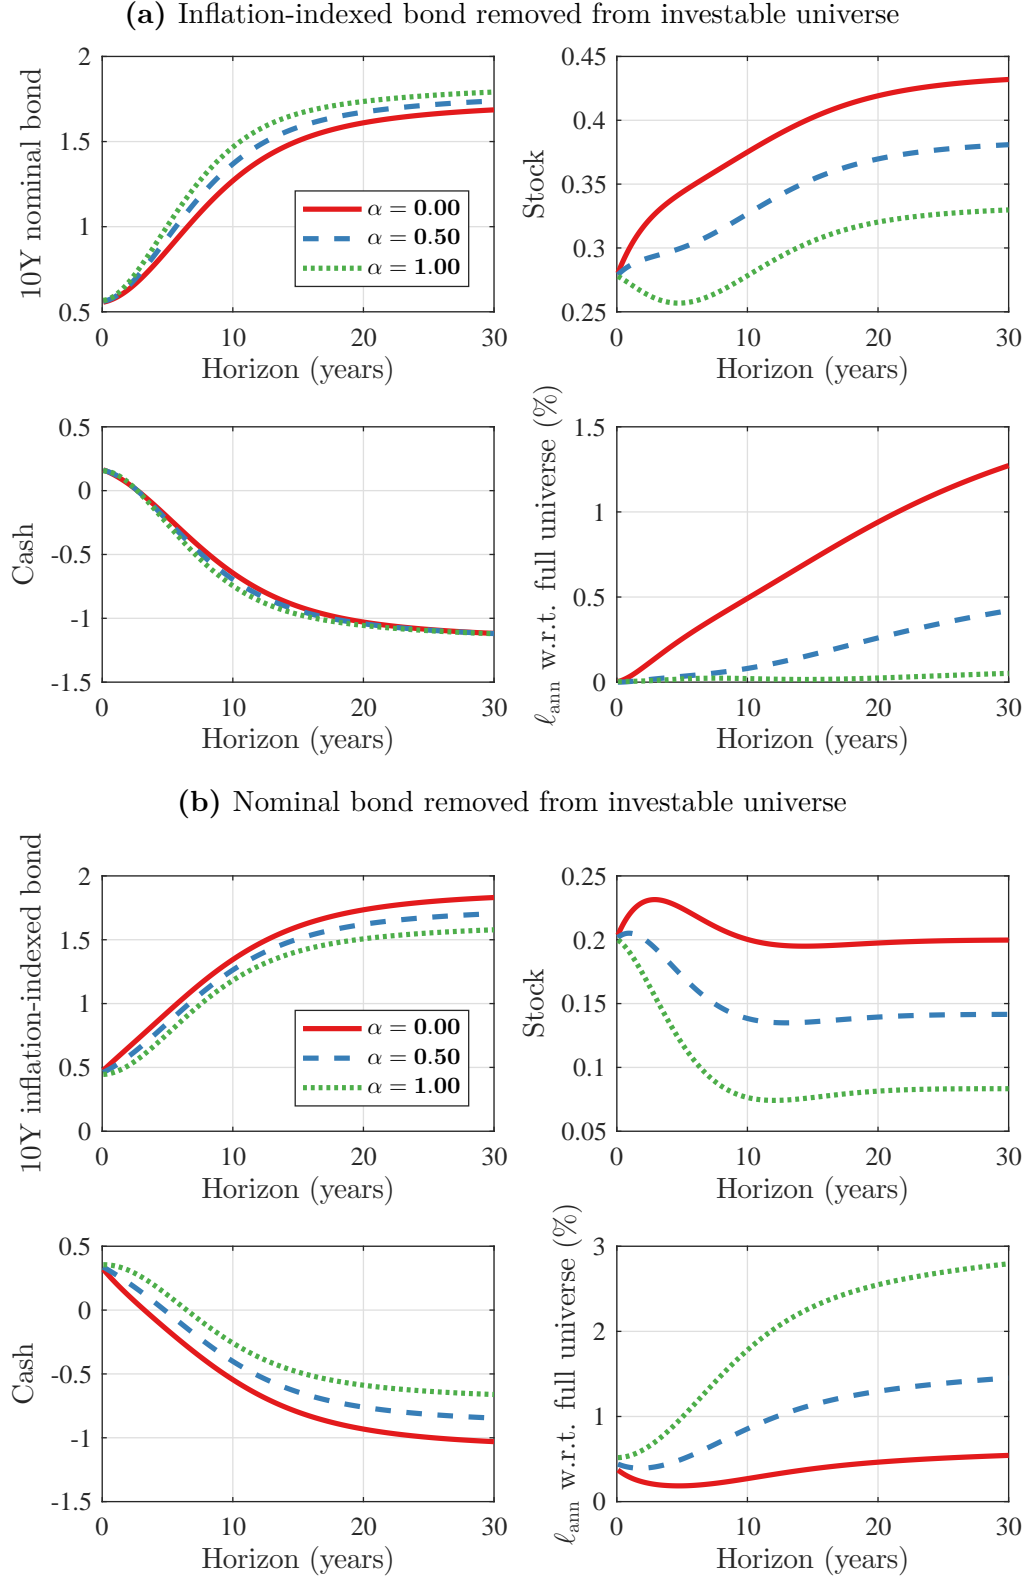 (a) Inflation-indexed bond removed from investable universe
10Y nominal bond
2
1.5
1
0.5
0 10 20 30
Horizon (years)
α = 0.00
α = 0.50
α = 1.00
Stock
0.45
0.4
0.35
0.3
0.25
0 10 20 30
Horizon (years)
Cash
0.5
0
-0.5
-1
-1.5
0 10 20 30
Horizon (years)
ℓann w.r.t. full universe (%)
1.5
1
0.5
0
0 10 20 30
Horizon (years)
(b) Nominal bond removed from investable universe
10Y inflation-indexed bond
2
1.5
1
0.5
0
0 10 20 30
Horizon (years)
α = 0.00
α = 0.50
α = 1.00
Stock
0.25
0.2
0.15
0.1
0.05
0 10 20 30
Horizon (years)
Cash
0.5
0
-0.5
-1
-1.5
0 10 20 30
Horizon (years)
ℓann w.r.t. full universe (%)
3
2
1
0
0 10 20 30
Horizon (years)